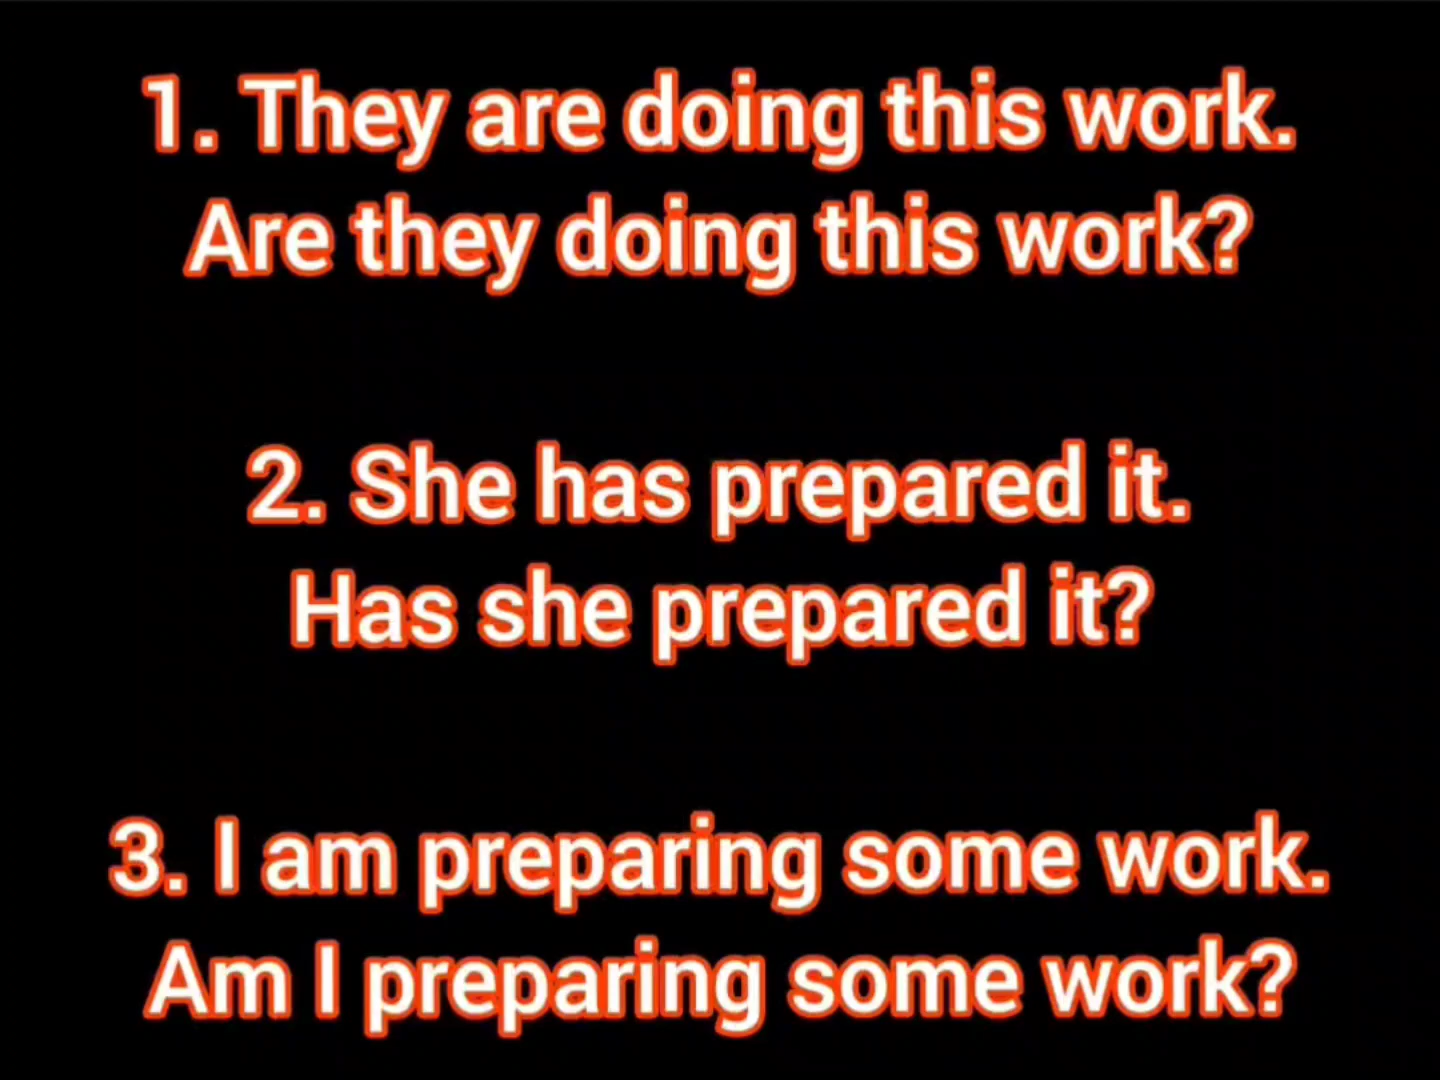 1. They are doing this work.
Are they doing this work?
2. She has prepared it.
Has she prepared it?
3. I am preparing some work.
Am I preparing some work?